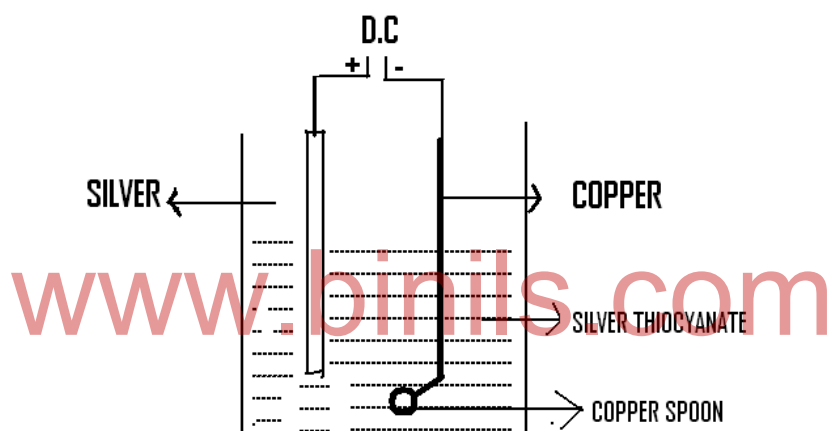 D.C
+ -
SILVER
COPPER
www.binils.com
SILVER THIOCYANATE
COPPER SPOON